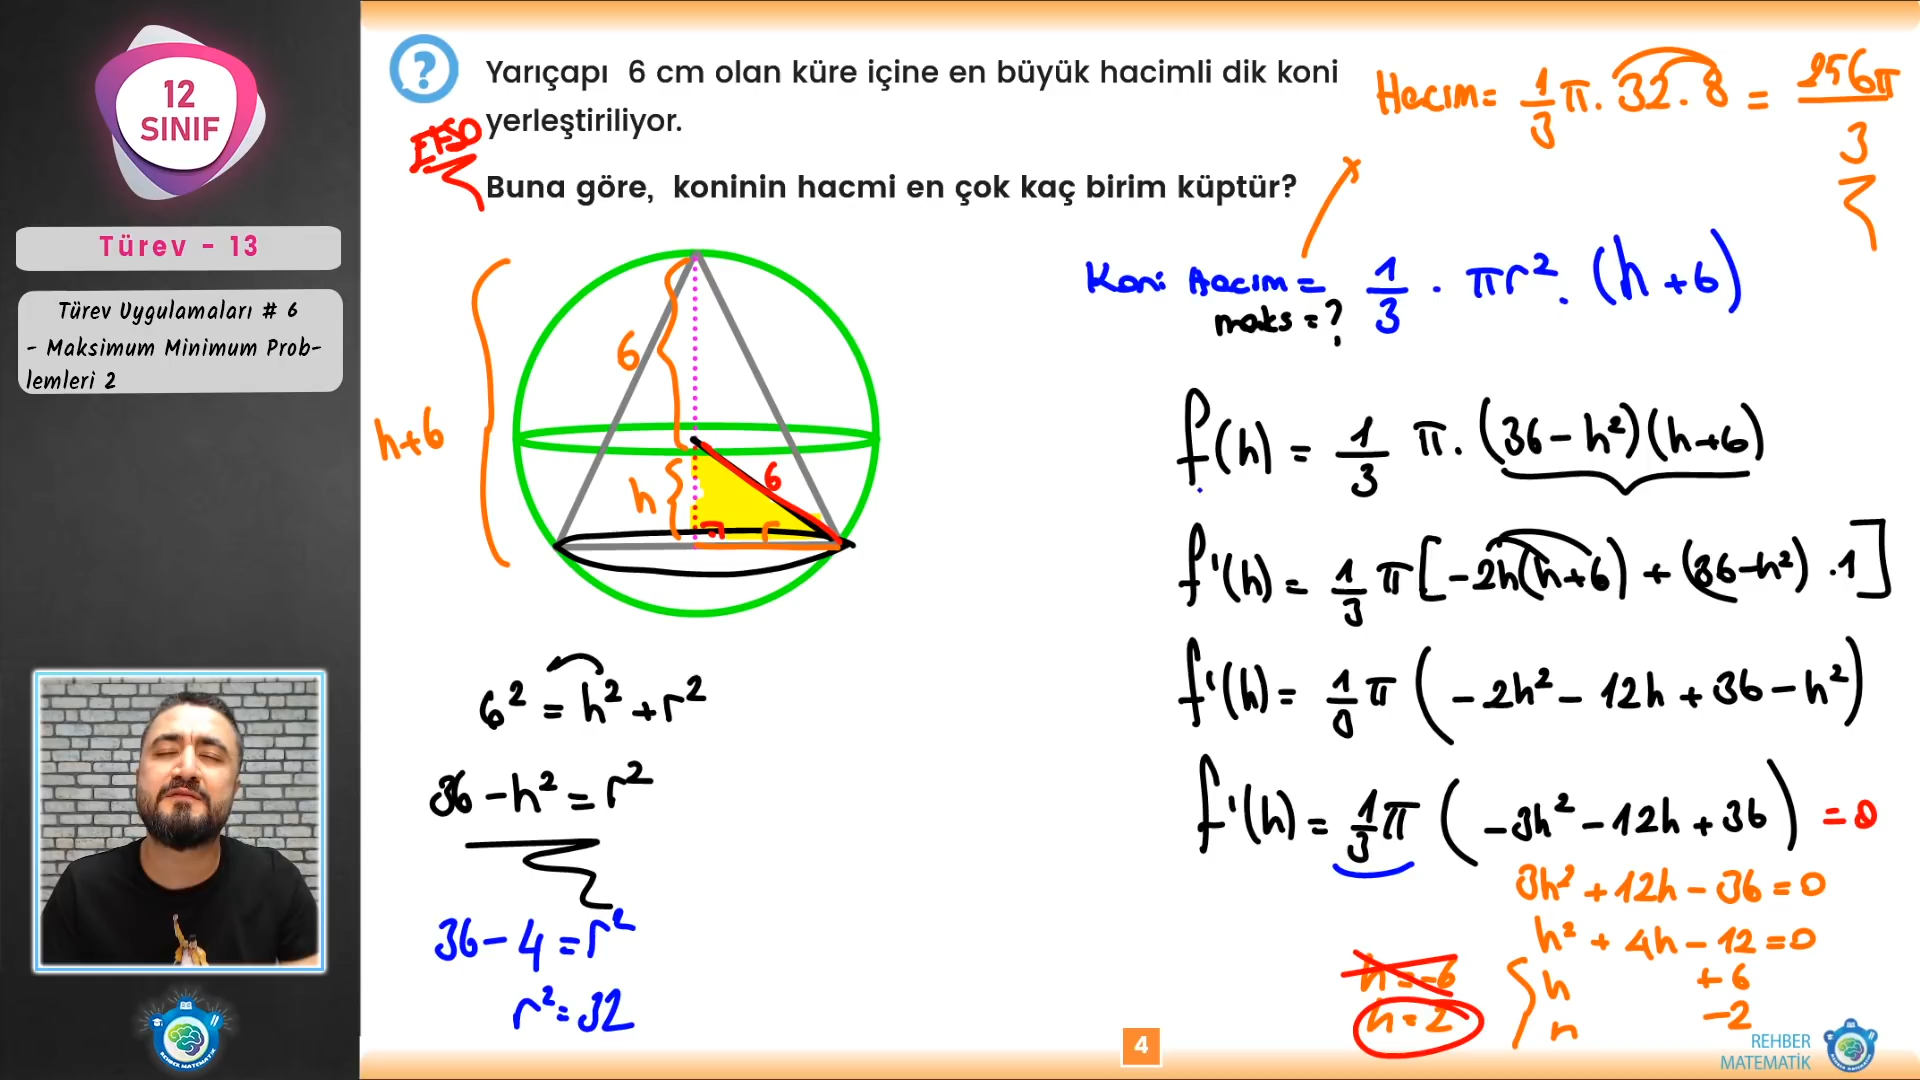 12
SINIF
Türev - 13
Türev Uygulamaları # 6
- Maksimum Minimum Prob-
lemleri 2
?
Yarıçapı 6 cm olan küre içine en büyük hacimli dik koni
yerleştiriliyor.
Buna göre, koninin hacmi en çok kaç birim küptür?
Hacım = 1/3 π . 32 . 8 = 256π/3
Koni Hacım = 1/3 . πr² . (h + 6)
maks = ?
h+6
6
h
6
r
f(h) = 1/3 π . (36 - h²)(h+6)
f'(h) = 1/3 π [-2h(h+6) + (36-h²) . 1]
f'(h) = 1/3 π (-2h² - 12h + 36 - h²)
f'(h) = 1/3 π (-3h² - 12h + 36) = 0
3h² + 12h - 36 = 0
h² + 4h - 12 = 0
h +6
h -2
h = -6
h = 2
6² = h² + r²
36 - h² = r²
36 - 4 = r²
r² = 32
4
REHBER
MATEMATİK
REHBER MATEMATİK